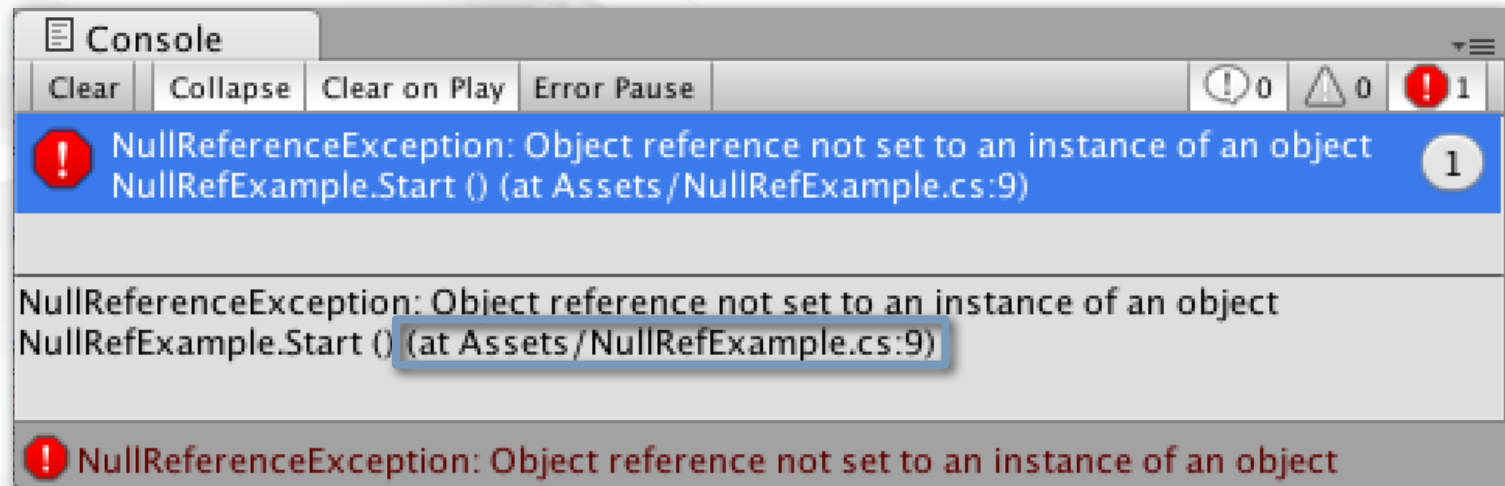 Console
Clear Collapse Clear on Play Error Pause 0 0 1
NullReferenceException: Object reference not set to an instance of an object 1
NullRefExample.Start () (at Assets/NullRefExample.cs:9)
NullReferenceException: Object reference not set to an instance of an object
NullRefExample.Start () (at Assets/NullRefExample.cs:9)
NullReferenceException: Object reference not set to an instance of an object